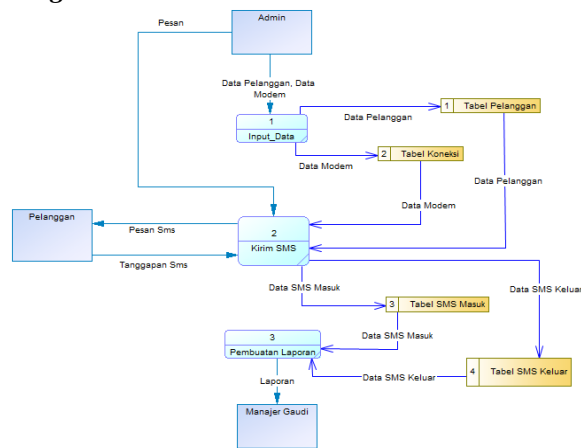 Admin
Pesan
Data Pelanggan, Data
Modem
1
Input_Data
Data Pelanggan
1 Tabel Pelanggan
2 Tabel Koneksi
Data Modem
Data Pelanggan
Data Modem
Pelanggan
Pesan Sms
Tanggapan Sms
2
Kirim SMS
Data SMS Masuk
Data SMS Keluar
3 Tabel SMS Masuk
Data SMS Masuk
3
Pembuatan Laporan
Data SMS Keluar
4 Tabel SMS Keluar
Laporan
Manajer Gaudi